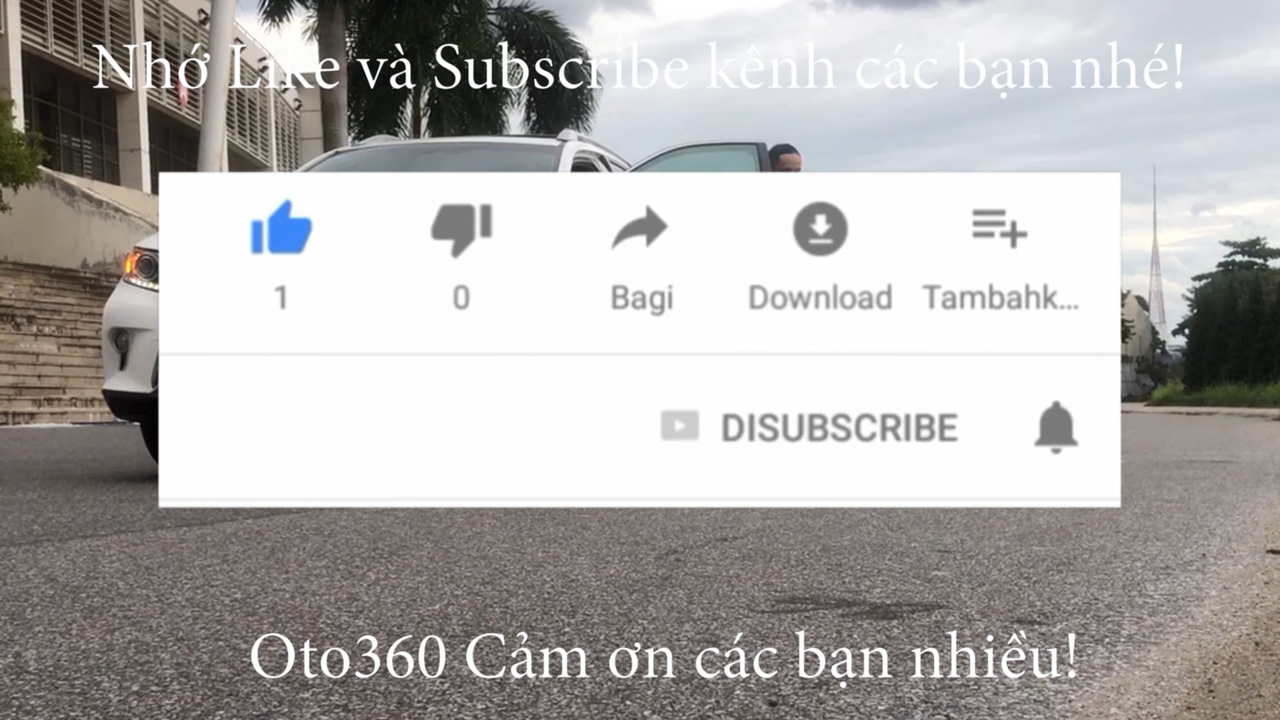 Nhớ Like và Subscribe kênh các bạn nhé!
1 0 Bagi Download Tambahk...
DISUBSCRIBE
Oto360 Cảm ơn các bạn nhiều!